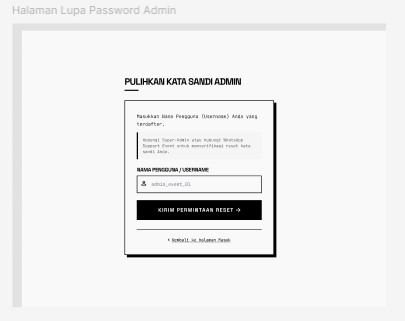 Halaman Lupa Password Admin
PULIHKAN KATA SANDI ADMIN
Masukkan Nama Pengguna (Username) Anda yang
terdaftar.
Hubungi Super-Admin atau hubungi WhatsApp
Support Event untuk memverifikasi reset kata
sandi Anda.
NAMA PENGGUNA / USERNAME
admin_event_01
KIRIM PERMINTAAN RESET →
Kembali ke Halaman Masuk